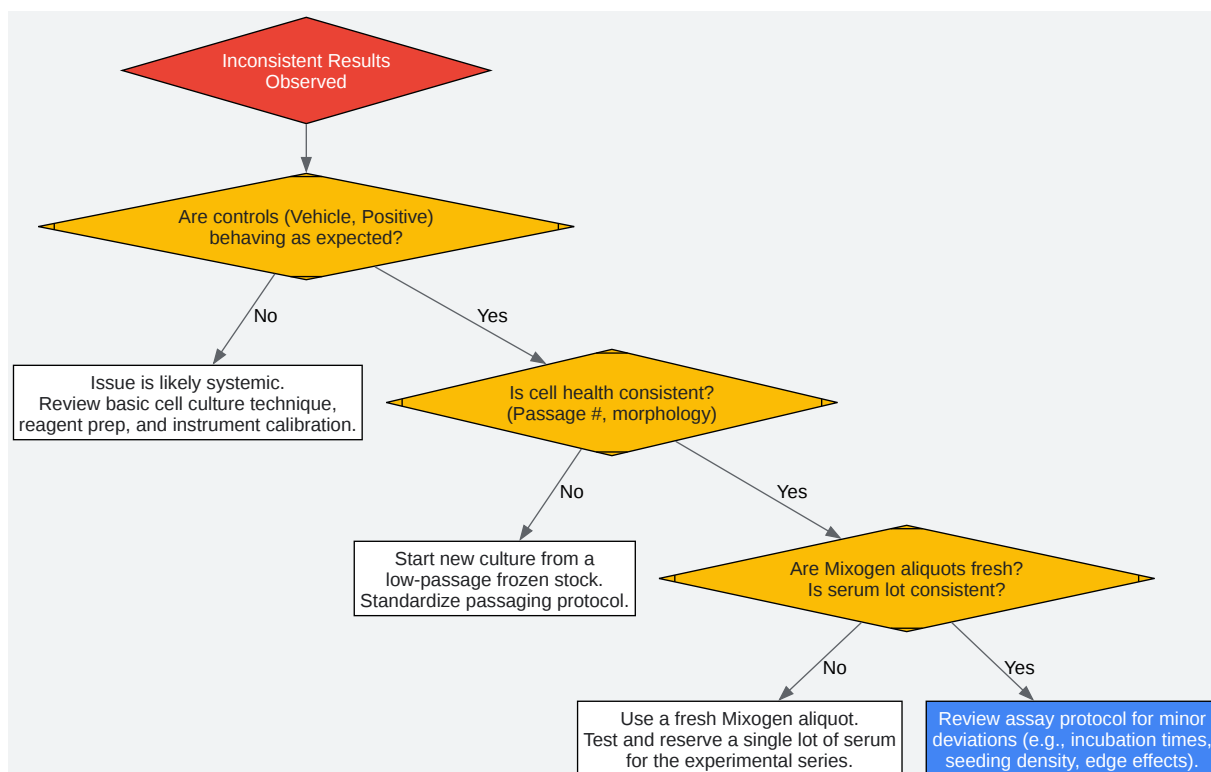 Inconsistent Results
Observed
Are controls (Vehicle, Positive)
behaving as expected?
No
Yes
Issue is likely systemic.
Review basic cell culture technique,
reagent prep, and instrument calibration.
Is cell health consistent?
(Passage #, morphology)
No
Yes
Start new culture from a
low-passage frozen stock.
Standardize passaging protocol.
Are Mixogen aliquots fresh?
Is serum lot consistent?
No
Yes
Use a fresh Mixogen aliquot.
Test and reserve a single lot of serum
for the experimental series.
Review assay protocol for minor
deviations (e.g., incubation times,
seeding density, edge effects).